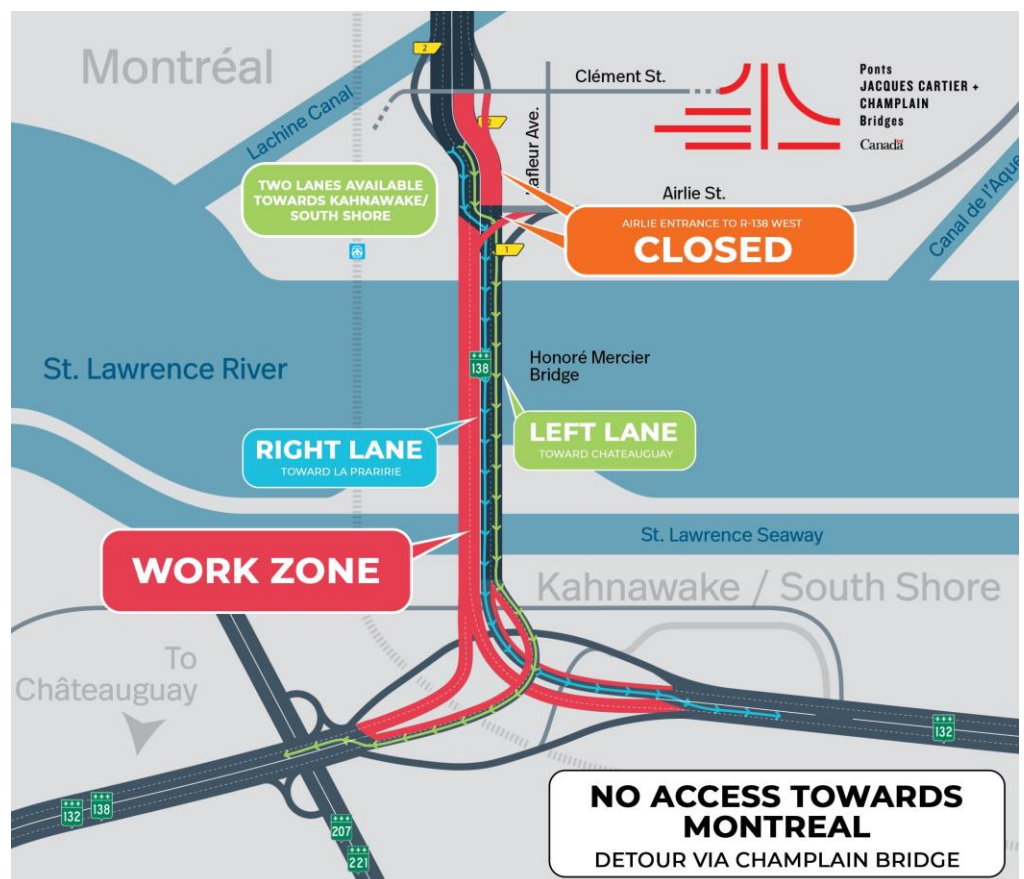 Montréal
2
Clément St.
Ponts
JACQUES CARTIER +
CHAMPLAIN
Bridges
Canada
Lachine Canal
2
Lafleur Ave.
TWO LANES AVAILABLE
TOWARDS KAHNAWAKE/
SOUTH SHORE
Airlie St.
AIRLIE ENTRANCE TO R-138 WEST
CLOSED
Canal de l'Aque
1
St. Lawrence River
138
Honoré Mercier
Bridge
RIGHT LANE
TOWARD LA PRARIRIE
LEFT LANE
TOWARD CHATEAUGUAY
St. Lawrence Seaway
WORK ZONE
Kahnawake / South Shore
To
Châteauguay
132
132
138
207
221
NO ACCESS TOWARDS
MONTREAL
DETOUR VIA CHAMPLAIN BRIDGE